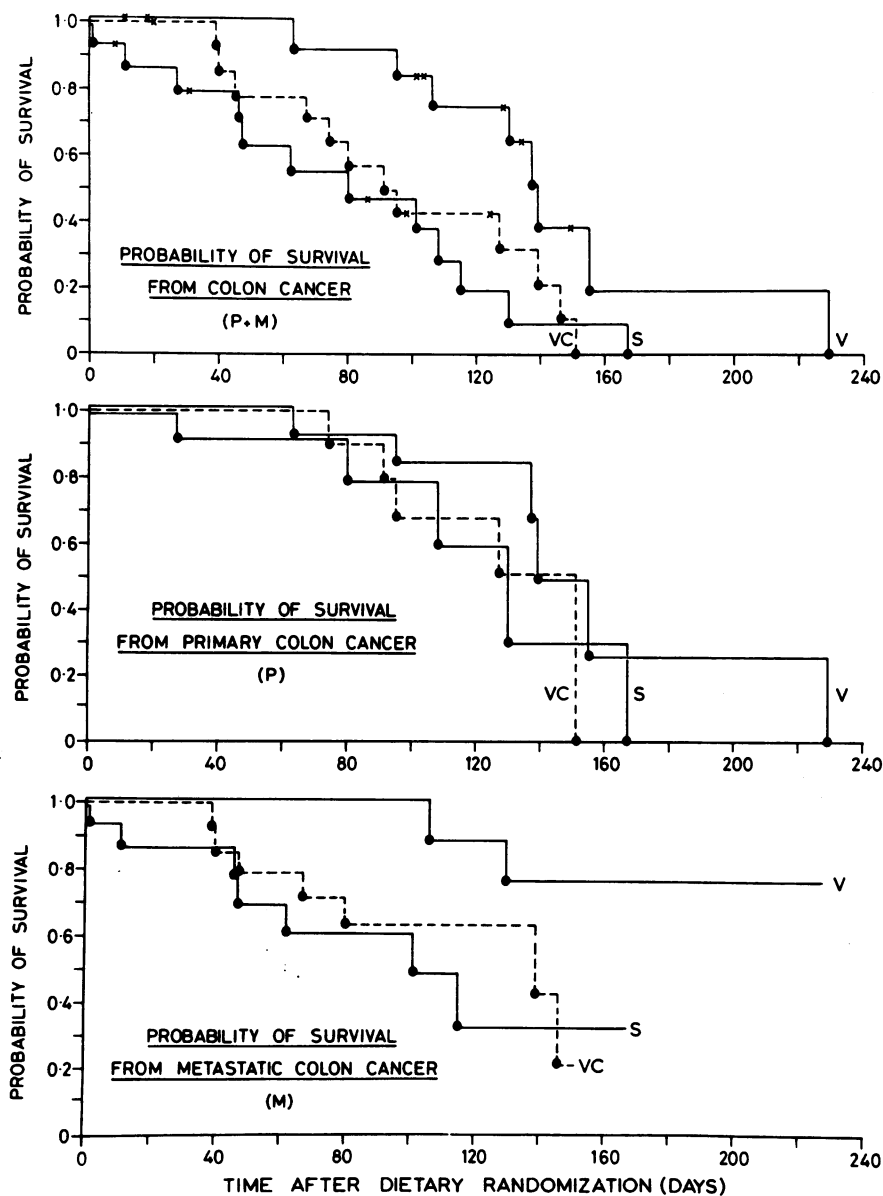 PROBABILITY OF SURVIVAL
1·0
0·8
0·6
0·4
0·2
0
PROBABILITY OF SURVIVAL
FROM COLON CANCER
(P+M)
VC
S
V
0 40 80 120 160 200 240
PROBABILITY OF SURVIVAL
1·0
0·8
0·6
0·4
0·2
0
PROBABILITY OF SURVIVAL
FROM PRIMARY COLON CANCER
(P)
VC
S
V
0 40 80 120 160 200 240
PROBABILITY OF SURVIVAL
1·0
0·8
0·6
0·4
0·2
0
PROBABILITY OF SURVIVAL
FROM METASTATIC COLON CANCER
(M)
V
S
VC
0 40 80 120 160 200 240
TIME AFTER DIETARY RANDOMIZATION (DAYS)